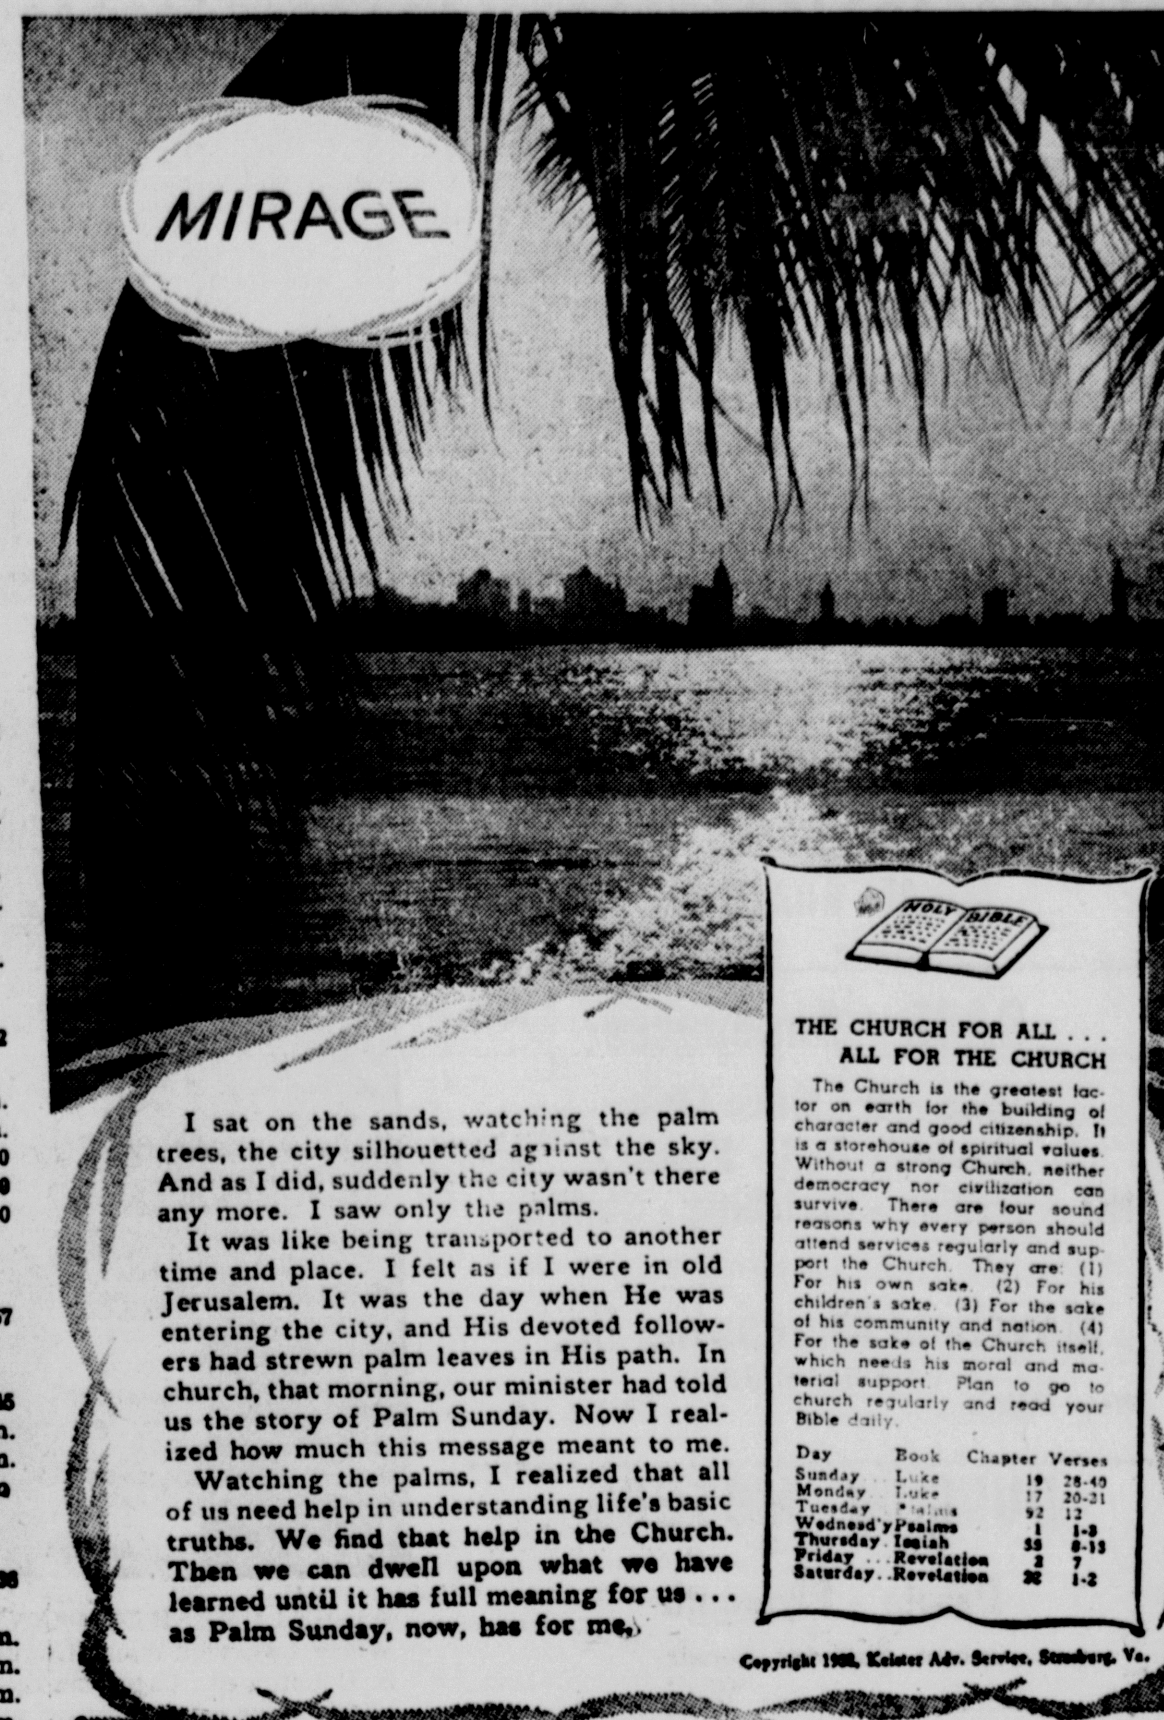 MIRAGE
I sat on the sands, watching the palm
trees, the city silhouetted against the sky.
And as I did, suddenly the city wasn't there
any more. I saw only the palms.
It was like being transported to another
time and place. I felt as if I were in old
Jerusalem. It was the day when He was
entering the city, and His devoted follow-
ers had strewn palm leaves in His path. In
church, that morning, our minister had told
us the story of Palm Sunday. Now I real-
ized how much this message meant to me.
Watching the palms, I realized that all
of us need help in understanding life's basic
truths. We find that help in the Church.
Then we can dwell upon what we have
learned until it has full meaning for us ...
as Palm Sunday, now, has for me.
HOLY BIBLE
THE CHURCH FOR ALL ...
ALL FOR THE CHURCH
The Church is the greatest fac-
tor on earth for the building of
character and good citizenship. It
is a storehouse of spiritual values.
Without a strong Church, neither
democracy nor civilization can
survive. There are four sound
reasons why every person should
attend services regularly and sup-
port the Church. They are: (1)
For his own sake. (2) For his
children's sake. (3) For the sake
of his community and nation. (4)
For the sake of the Church itself,
which needs his moral and ma-
terial support. Plan to go to
church regularly and read your
Bible daily.
Day Book Chapter Verses
Sunday . . Luke 19 28-40
Monday Luke 17 20-21
Tuesday Psalms 92 12
Wednesd'y Psalms 1 1-3
Thursday. Isaiah 55 8-13
Friday ... Revelation 2 7
Saturday. .Revelation 22 1-2
Copyright Keister Adv. Service, Strasburg, Va.